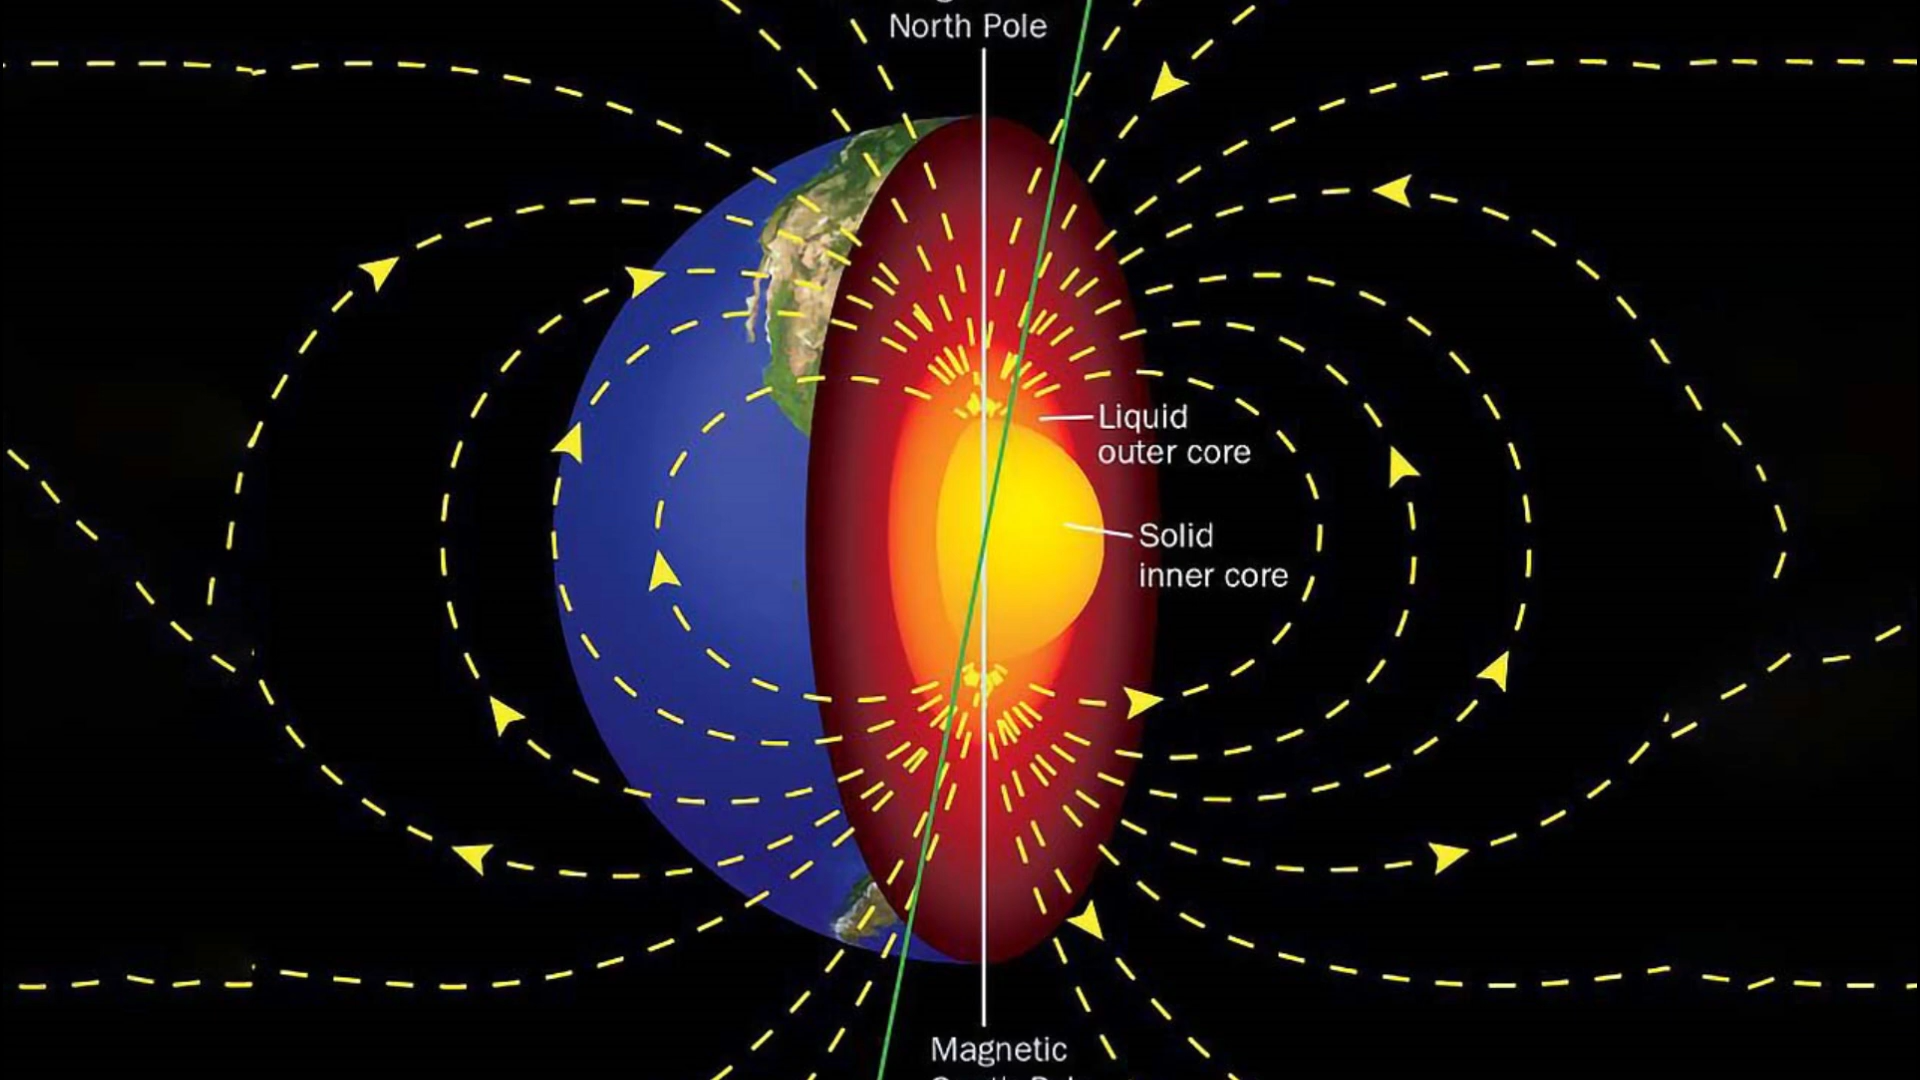 North Pole
Liquid
outer core
Solid
inner core
Magnetic